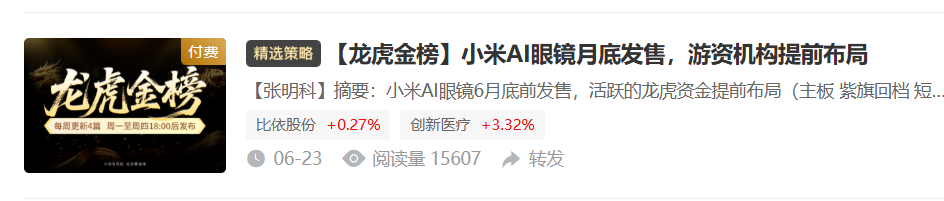 付费
龙虎金榜
每周更新4篇 周一至周四18:00后发布
精选策略 【龙虎金榜】小米AI眼镜月底发售，游资机构提前布局
【张明科】摘要：小米AI眼镜6月底前发售，活跃的龙虎资金提前布局（主板 紫旗回档 短...
比依股份 +0.27% 创新医疗 +3.32%
06-23 阅读量 15607 转发